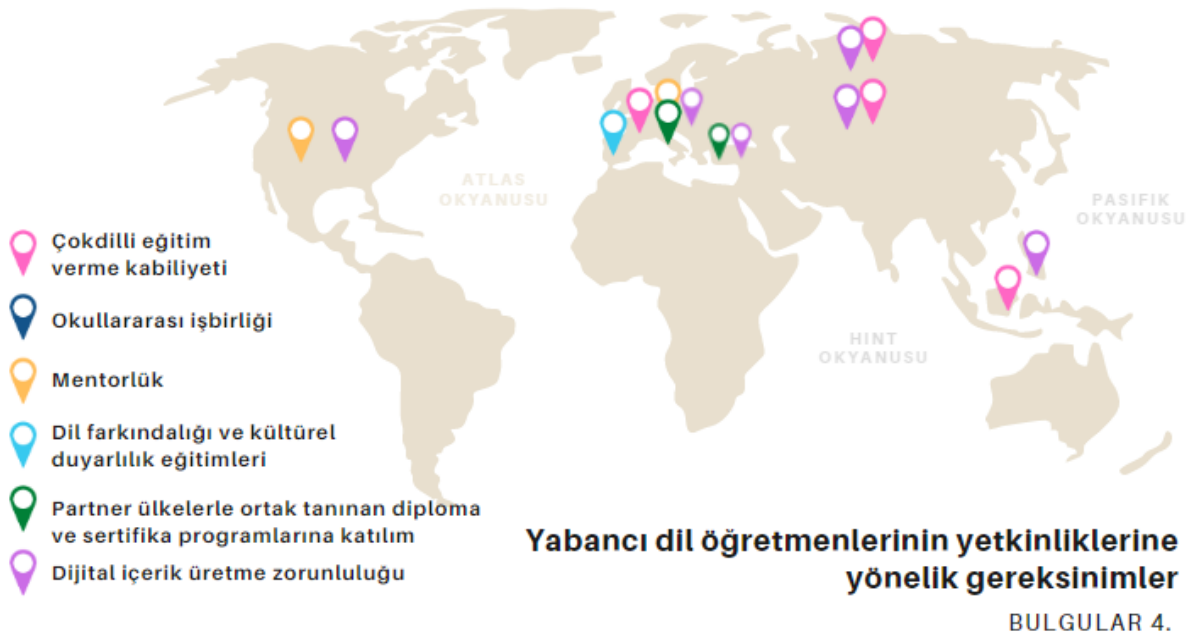 ATLAS
OKYANUSU
PASIFIK
OKYANUSU
HINT
OKYANUSU
Çokdilli eğitim
verme kabiliyeti
Okullararası işbirliği
Mentorlük
Dil farkındalığı ve kültürel
duyarlılık eğitimleri
Partner ülkelerle ortak tanınan diploma
ve sertifika programlarına katılım
Dijital içerik üretme zorunluluğu
Yabancı dil öğretmenlerinin yetkinliklerine
yönelik gereksinimler
BULGULAR 4.